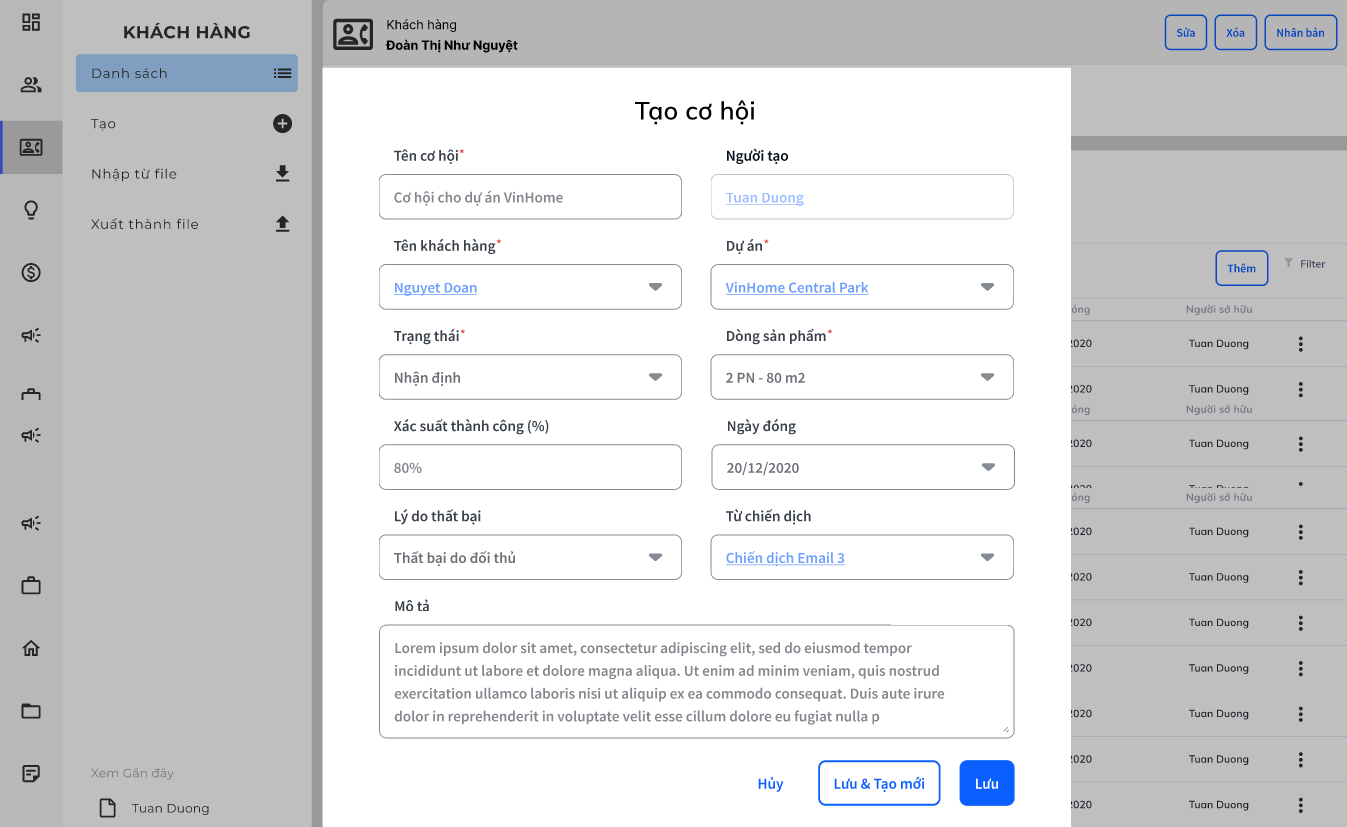 KHÁCH HÀNG
Danh sách
Tạo
Nhập từ file
Xuất thành file
Xem Gần đây
Tuan Duong
Khách hàng
Đoàn Thị Như Nguyệt
Sửa
Xóa
Nhân bản
Tạo cơ hội
Tên cơ hội*
Người tạo
Cơ hội cho dự án VinHome
Tuan Duong
Tên khách hàng*
Dự án*
Nguyet Doan
VinHome Central Park
Trạng thái*
Dòng sản phẩm*
Nhận định
2 PN - 80 m2
Xác suất thành công (%)
Ngày đóng
80%
20/12/2020
Lý do thất bại
Từ chiến dịch
Thất bại do đối thủ
Chiến dịch Email 3
Mô tả
Lorem ipsum dolor sit amet, consectetur adipiscing elit, sed do eiusmod tempor
incididunt ut labore et dolore magna aliqua. Ut enim ad minim veniam, quis nostrud
exercitation ullamco laboris nisi ut aliquip ex ea commodo consequat. Duis aute irure
dolor in reprehenderit in voluptate velit esse cillum dolore eu fugiat nulla p
Hủy
Lưu & Tạo mới
Lưu
Thêm
Filter
óng Người sở hữu
2020 Tuan Duong
2020 Tuan Duong
óng Người sở hữu
2020 Tuan Duong
2020 Tuan Duong
óng Người sở hữu
2020 Tuan Duong
2020 Tuan Duong
2020 Tuan Duong
2020 Tuan Duong
2020 Tuan Duong
2020 Tuan Duong
2020 Tuan Duong